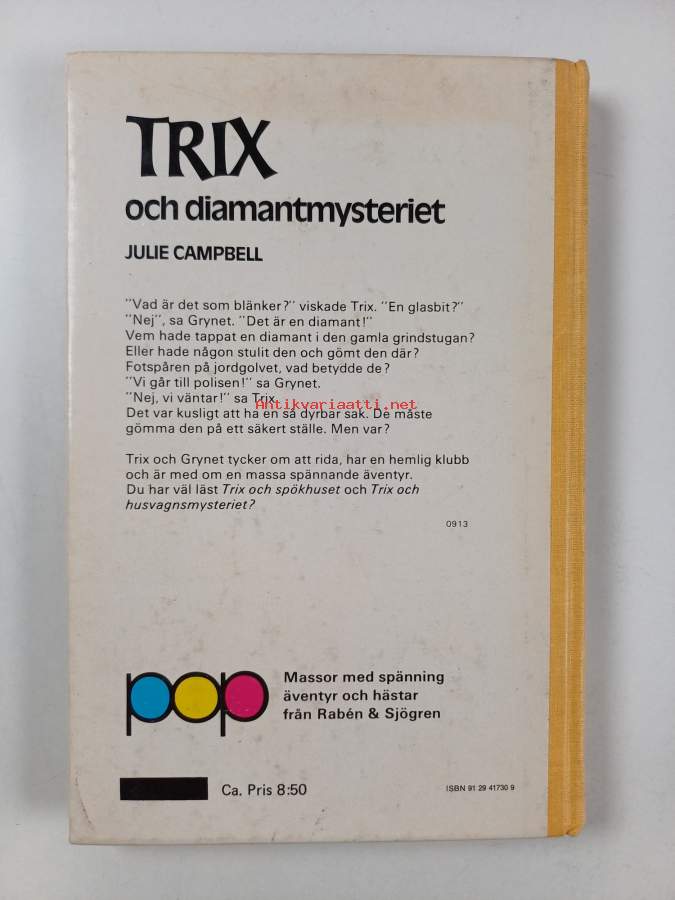 TRIX
och diamantmysteriet
JULIE CAMPBELL
"Vad är det som blänker?" viskade Trix. "En glasbit?"
"Nej", sa Grynet. "Det är en diamant!"
Vem hade tappat en diamant i den gamla grindstugan?
Eller hade någon stulit den och gömt den där?
Fotspåren på jordgolvet, vad betydde de?
"Vi går till polisen!" sa Grynet.
"Nej, vi väntar!" sa Trix.
Antikvariaatti.net
Det var kusligt att ha en så dyrbar sak. De måste
gömma den på ett säkert ställe. Men var?
Trix och Grynet tycker om att rida, har en hemlig klubb
och är med om en massa spännande äventyr.
Du har väl läst Trix och spökhuset och Trix och
husvagnsmysteriet?
0913
pop
Massor med spänning
äventyr och hästar
från Rabén & Sjögren
Ca. Pris 8:50
ISBN 91 29 41730 9